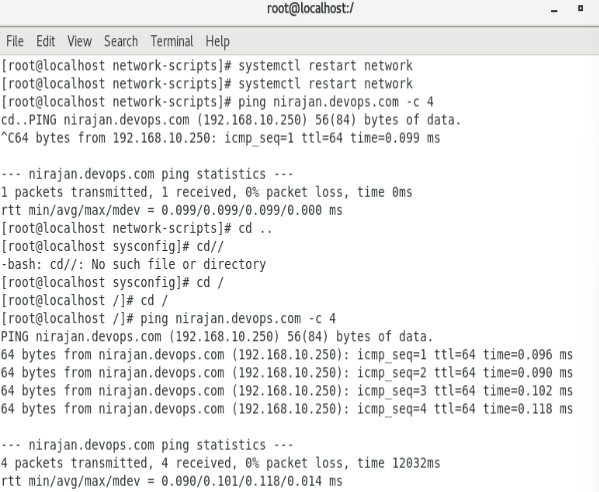 root@localhost:/
File Edit View Search Terminal Help
[root@localhost network-scripts]# systemctl restart network
[root@localhost network-scripts]# systemctl restart network
[root@localhost network-scripts]# ping nirajan.devops.com -c 4
cd..PING nirajan.devops.com (192.168.10.250) 56(84) bytes of data.
^C64 bytes from 192.168.10.250: icmp_seq=1 ttl=64 time=0.099 ms
--- nirajan.devops.com ping statistics ---
1 packets transmitted, 1 received, 0% packet loss, time 0ms
rtt min/avg/max/mdev = 0.099/0.099/0.099/0.000 ms
[root@localhost network-scripts]# cd ..
[root@localhost sysconfig]# cd//
-bash: cd//: No such file or directory
[root@localhost sysconfig]# cd /
[root@localhost /]# cd /
[root@localhost /]# ping nirajan.devops.com -c 4
PING nirajan.devops.com (192.168.10.250) 56(84) bytes of data.
64 bytes from nirajan.devops.com (192.168.10.250): icmp_seq=1 ttl=64 time=0.096 ms
64 bytes from nirajan.devops.com (192.168.10.250): icmp_seq=2 ttl=64 time=0.090 ms
64 bytes from nirajan.devops.com (192.168.10.250): icmp_seq=3 ttl=64 time=0.102 ms
64 bytes from nirajan.devops.com (192.168.10.250): icmp_seq=4 ttl=64 time=0.118 ms
--- nirajan.devops.com ping statistics ---
4 packets transmitted, 4 received, 0% packet loss, time 12032ms
rtt min/avg/max/mdev = 0.090/0.101/0.118/0.014 ms